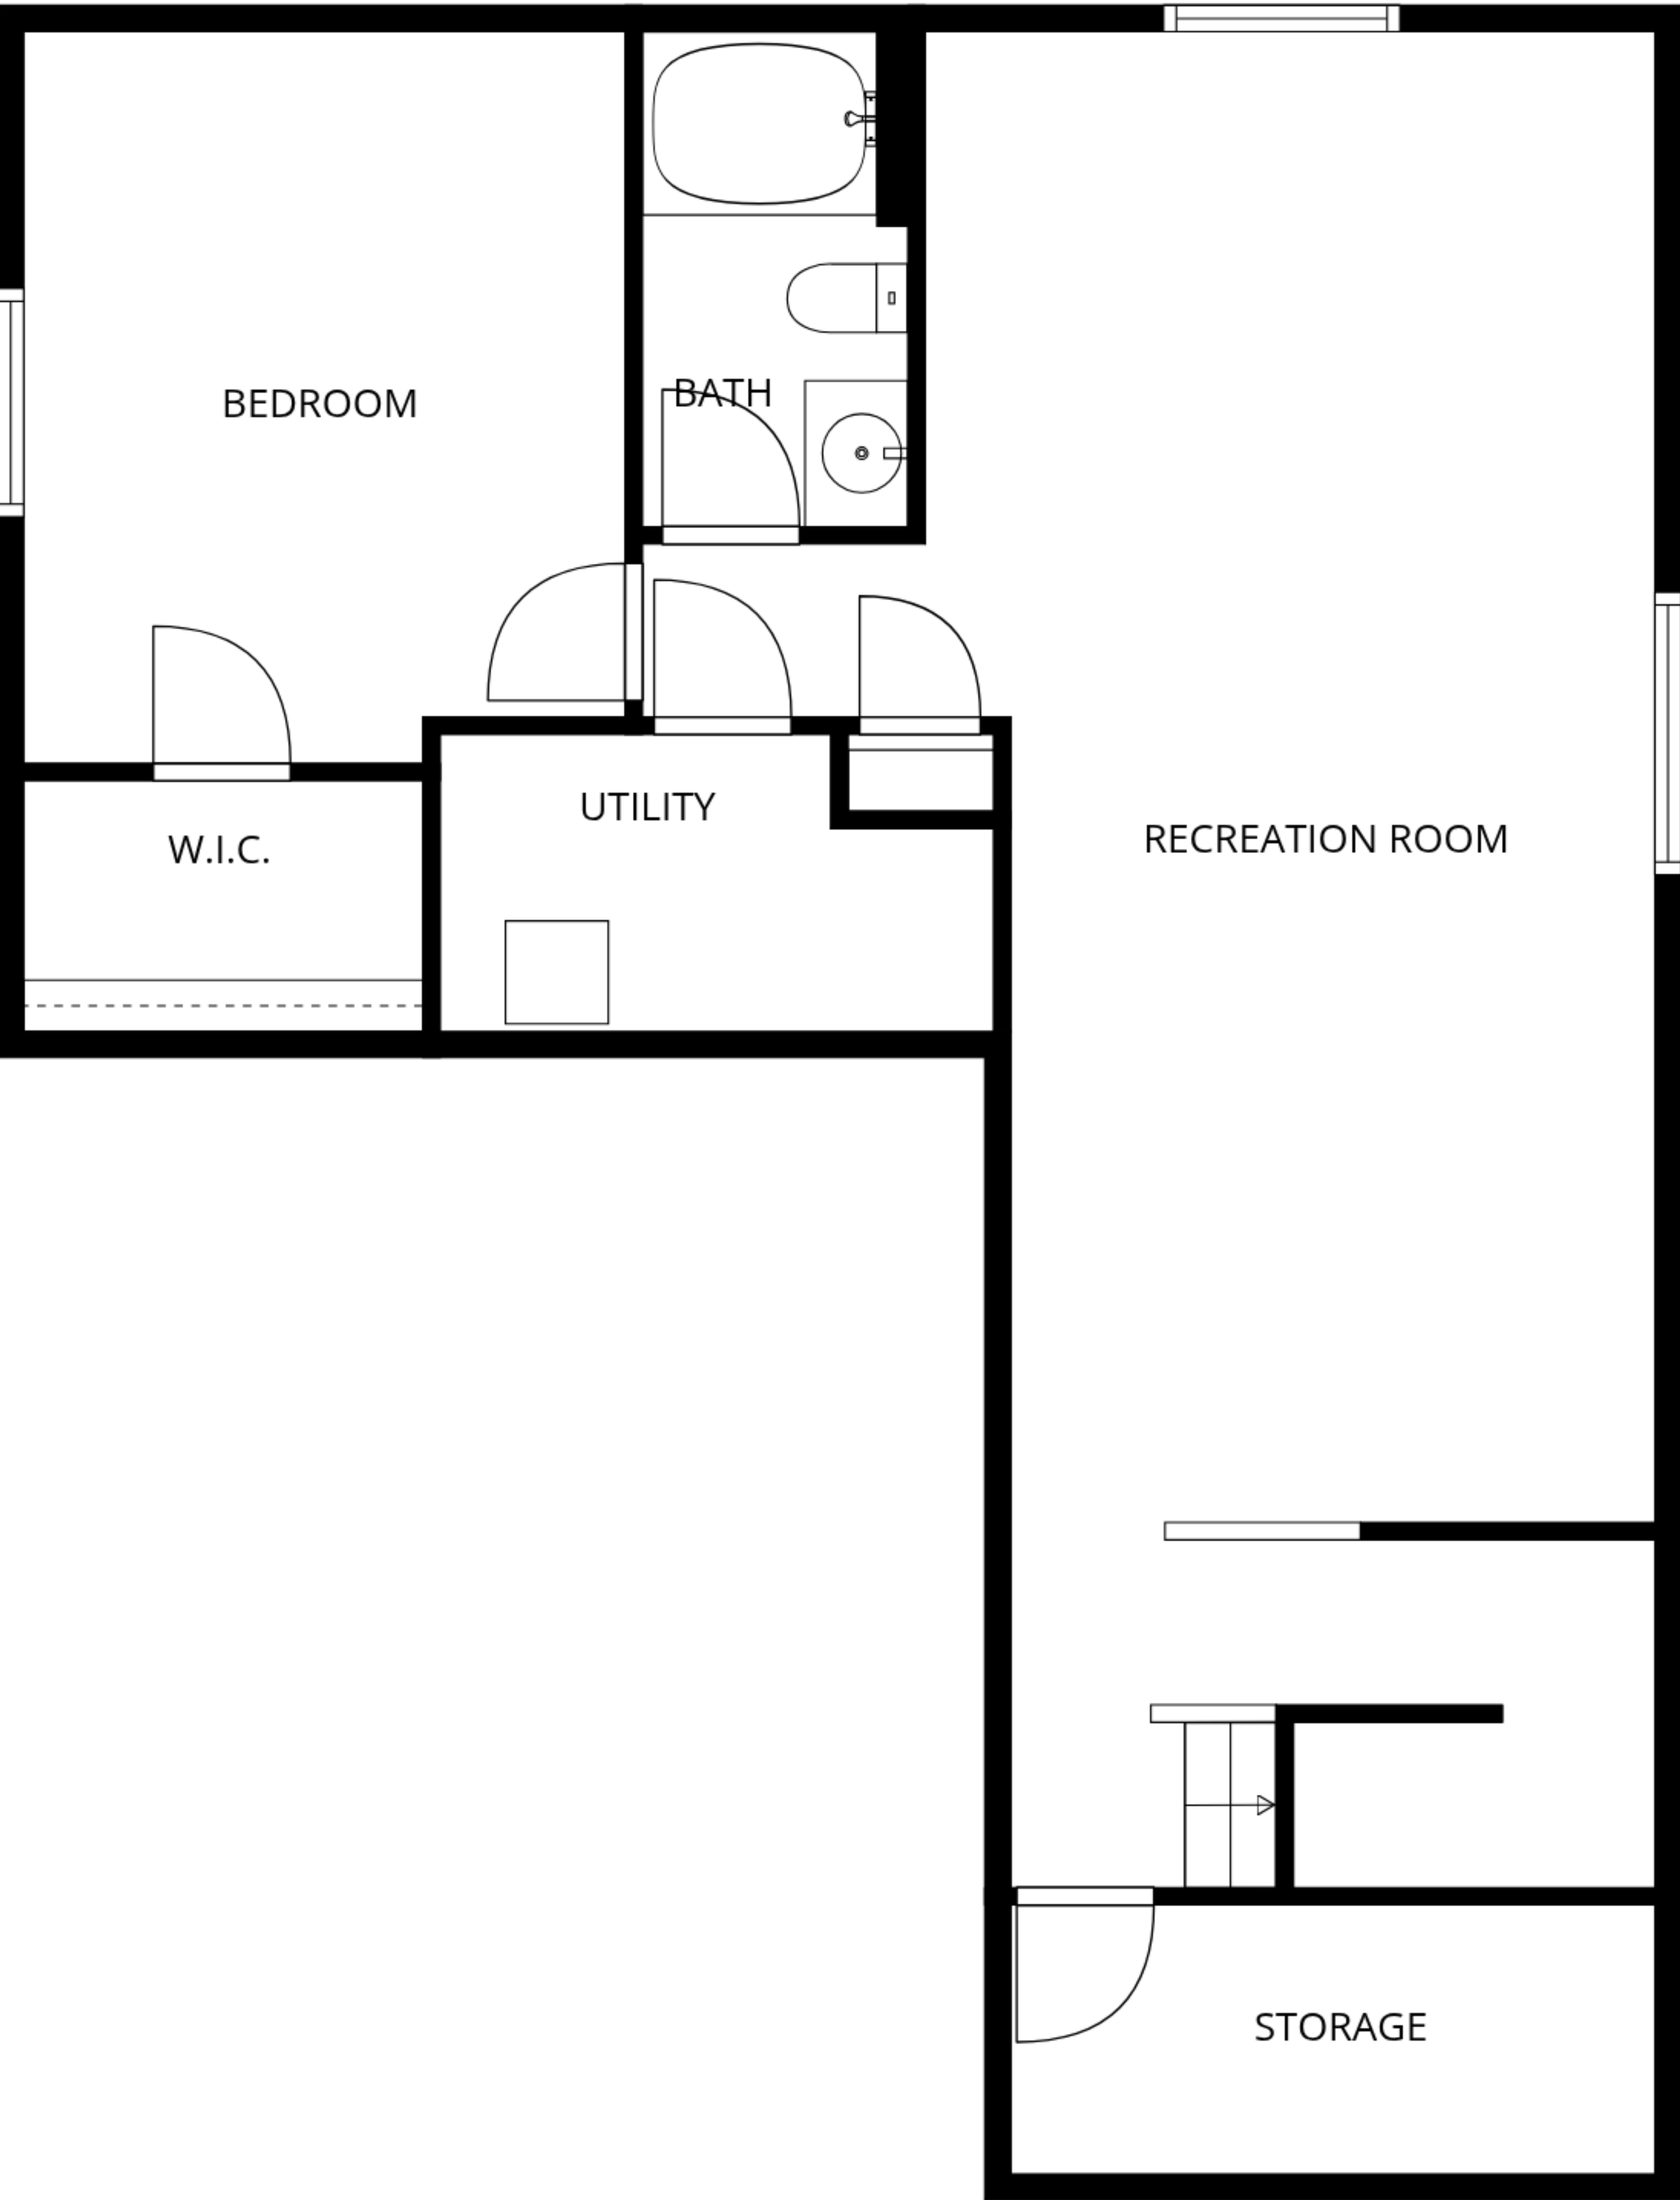 BATH
BEDROOM
UTILITY
RECREATION ROOM
W.I.C.
STORAGE